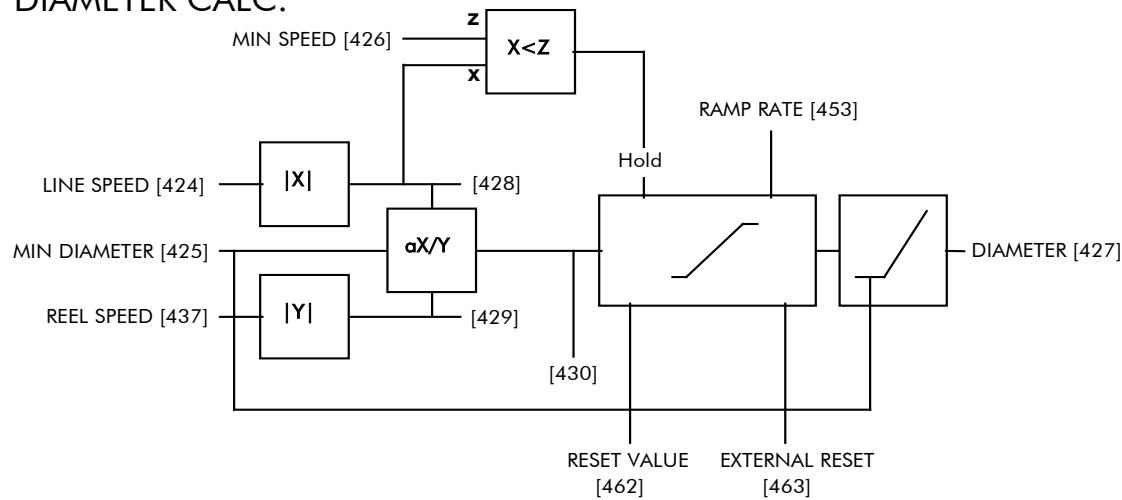 DIAMETER CALC.
z
MIN SPEED [426]
X<Z
x
RAMP RATE [453]
Hold
LINE SPEED [424]
|X|
[428]
MIN DIAMETER [425]
aX/Y
DIAMETER [427]
REEL SPEED [437]
|Y|
[429]
[430]
RESET VALUE
[462]
EXTERNAL RESET
[463]